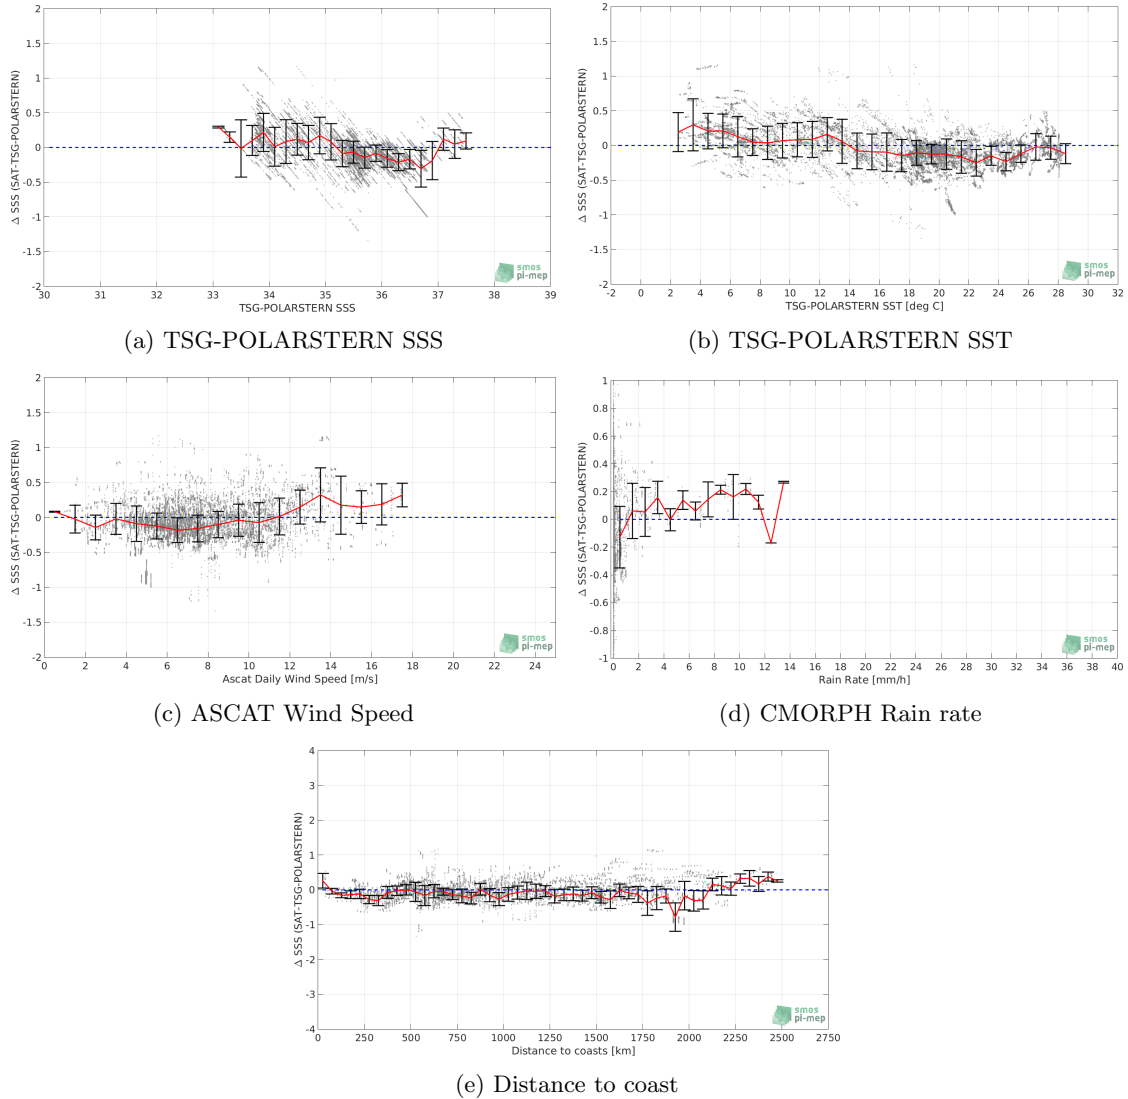 2
1.5
1
0.5
0
-0.5
-1
-1.5
-2
Δ SSS (SAT-TSG-POLARSTERN)
30 31 32 33 34 35 36 37 38 39
TSG-POLARSTERN SSS
smos
pi-mep
(a) TSG-POLARSTERN SSS
2
1.5
1
0.5
0
-0.5
-1
-1.5
-2
Δ SSS (SAT-TSG-POLARSTERN)
-2 0 2 4 6 8 10 12 14 16 18 20 22 24 26 28 30 32
TSG-POLARSTERN SST [deg C]
smos
pi-mep
(b) TSG-POLARSTERN SST
2
1.5
1
0.5
0
-0.5
-1
-1.5
-2
Δ SSS (SAT-TSG-POLARSTERN)
0 2 4 6 8 10 12 14 16 18 20 22 24
Ascat Daily Wind Speed [m/s]
smos
pi-mep
(c) ASCAT Wind Speed
1
0.8
0.6
0.4
0.2
0
-0.2
-0.4
-0.6
-0.8
-1
Δ SSS (SAT-TSG-POLARSTERN)
0 2 4 6 8 10 12 14 16 18 20 22 24 26 28 30 32 34 36 38 40
Rain Rate [mm/h]
smos
pi-mep
(d) CMORPH Rain rate
4
3
2
1
0
-1
-2
-3
-4
Δ SSS (SAT-TSG-POLARSTERN)
0 250 500 750 1000 1250 1500 1750 2000 2250 2500 2750
Distance to coasts [km]
smos
pi-mep
(e) Distance to coast